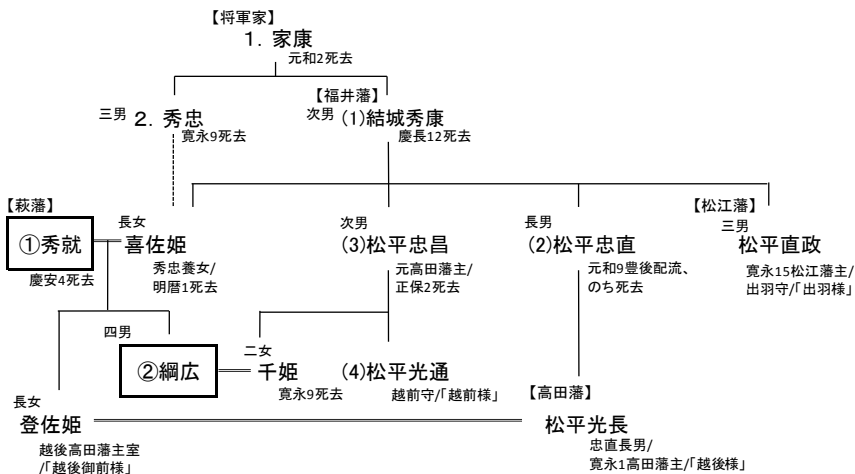 【将軍家】
1. 家康
元和2死去
三男 2. 秀忠
寛永9死去
【福井藩】
次男 (1)結城秀康
慶長12死去
【萩藩】
①秀就
慶安4死去
長女
喜佐姫
秀忠養女/
明暦1死去
次男
(3)松平忠昌
元高田藩主/
正保2死去
長男
(2)松平忠直
元和9豊後配流、
のち死去
【松江藩】
三男
松平直政
寛永15松江藩主/
出羽守/「出羽様」
四男
②綱広
二女
千姫
寛永9死去
(4)松平光通
越前守/「越前様」
長女
登佐姫
越後高田藩主室
/「越後御前様」
【高田藩】
松平光長
忠直長男/
寛永1高田藩主/「越後様」